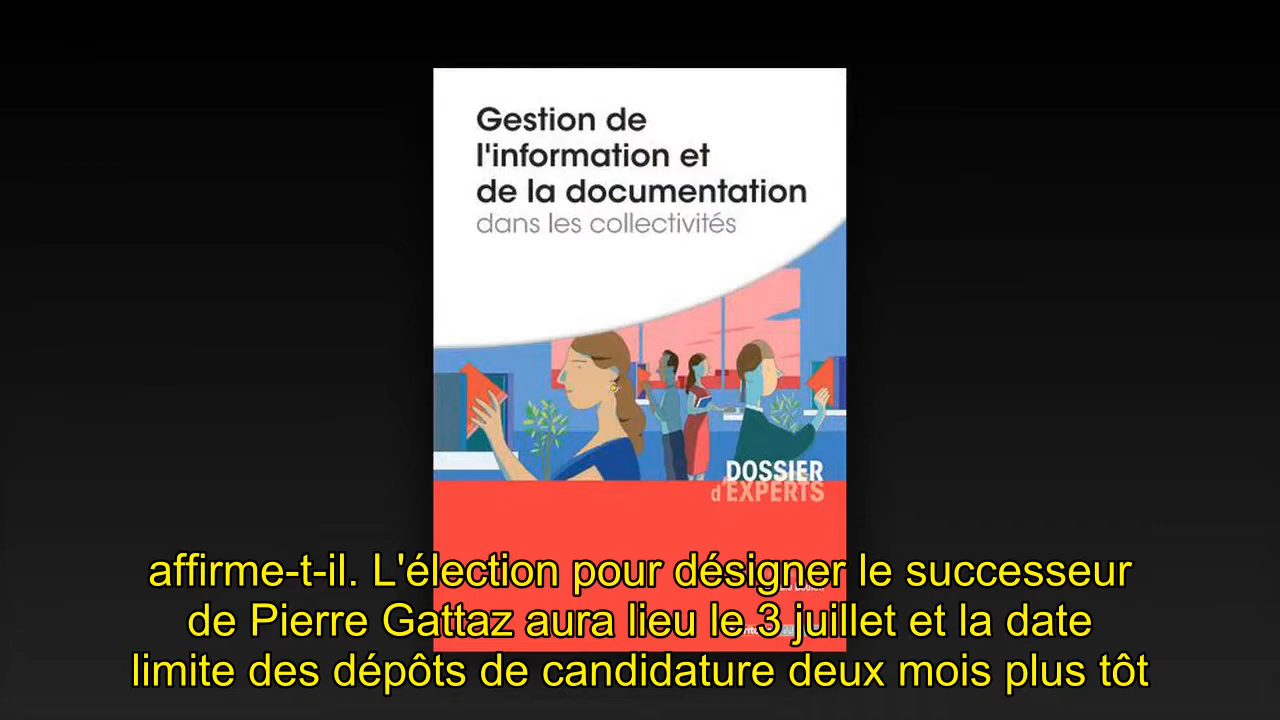 Gestion de
l'information et
de la documentation
dans les collectivités
DOSSIER
d'EXPERTS
affirme-t-il. L'élection pour désigner le successeur
de Pierre Gattaz aura lieu le 3 juillet et la date
limite des dépôts de candidature deux mois plus tôt